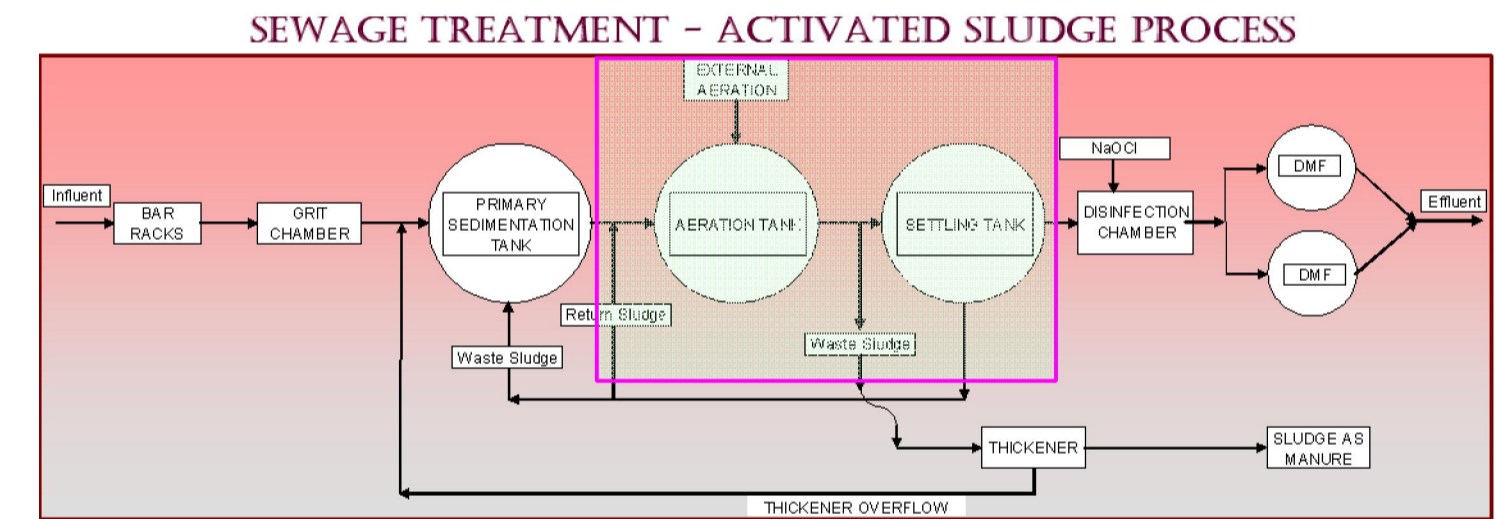 SEWAGE TREATMENT - ACTIVATED SLUDGE PROCESS
EXTERNAL
AERATION
NaOCl
DMF
Influent
BAR
RACKS
GRIT
CHAMBER
PRIMARY
SEDIMENTATION
TANK
AERATION TANK
SETTLING TANK
DISINFECTION
CHAMBER
Effluent
DMF
Return Sludge
Waste Sludge
Waste Sludge
THICKENER
SLUDGE AS
MANURE
THICKENER OVERFLOW